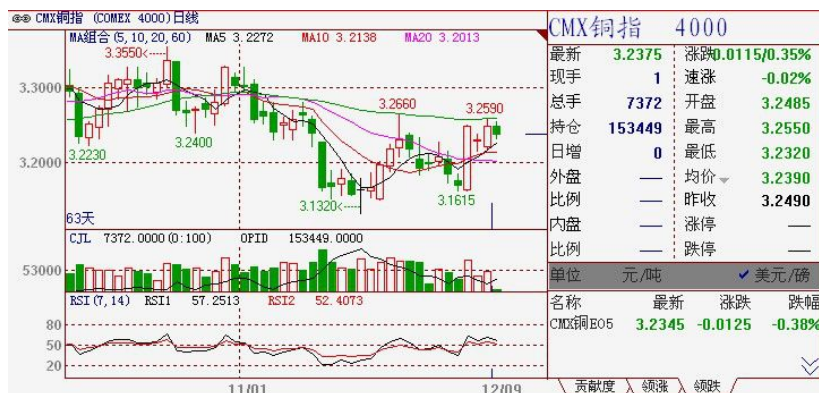 CMX铜指 (COMEX 4000)日线
MA组合(5,10,20,60) MA5 3.2272 MA10 3.2138 MA20 3.2013
3.3550<----
3.3000
3.2660
3.2590
3.2400
3.2230
3.2000
3.1615
3.1320<----
63天
CJL 7372.0000(0:100) OPID 153449.0000
53000
RSI(7,14) RSI1 57.2513 RSI2 52.4073
80
50
20
11/01
12/09
CMX铜指 4000
最新 3.2375 涨跌0.0115/0.35%
现手 1 速涨 -0.02%
总手 7372 开盘 3.2485
持仓 153449 最高 3.2550
日增 0 最低 3.2320
外盘 — 均价 3.2390
比例 — 昨收 3.2490
内盘 — 涨停 —
比例 — 跌停 —
单位 元/吨 ✔美元/磅
名称 最新 涨跌 跌幅
CMX铜E05 3.2345 -0.0125 -0.38%
贡献度 领涨 领跌